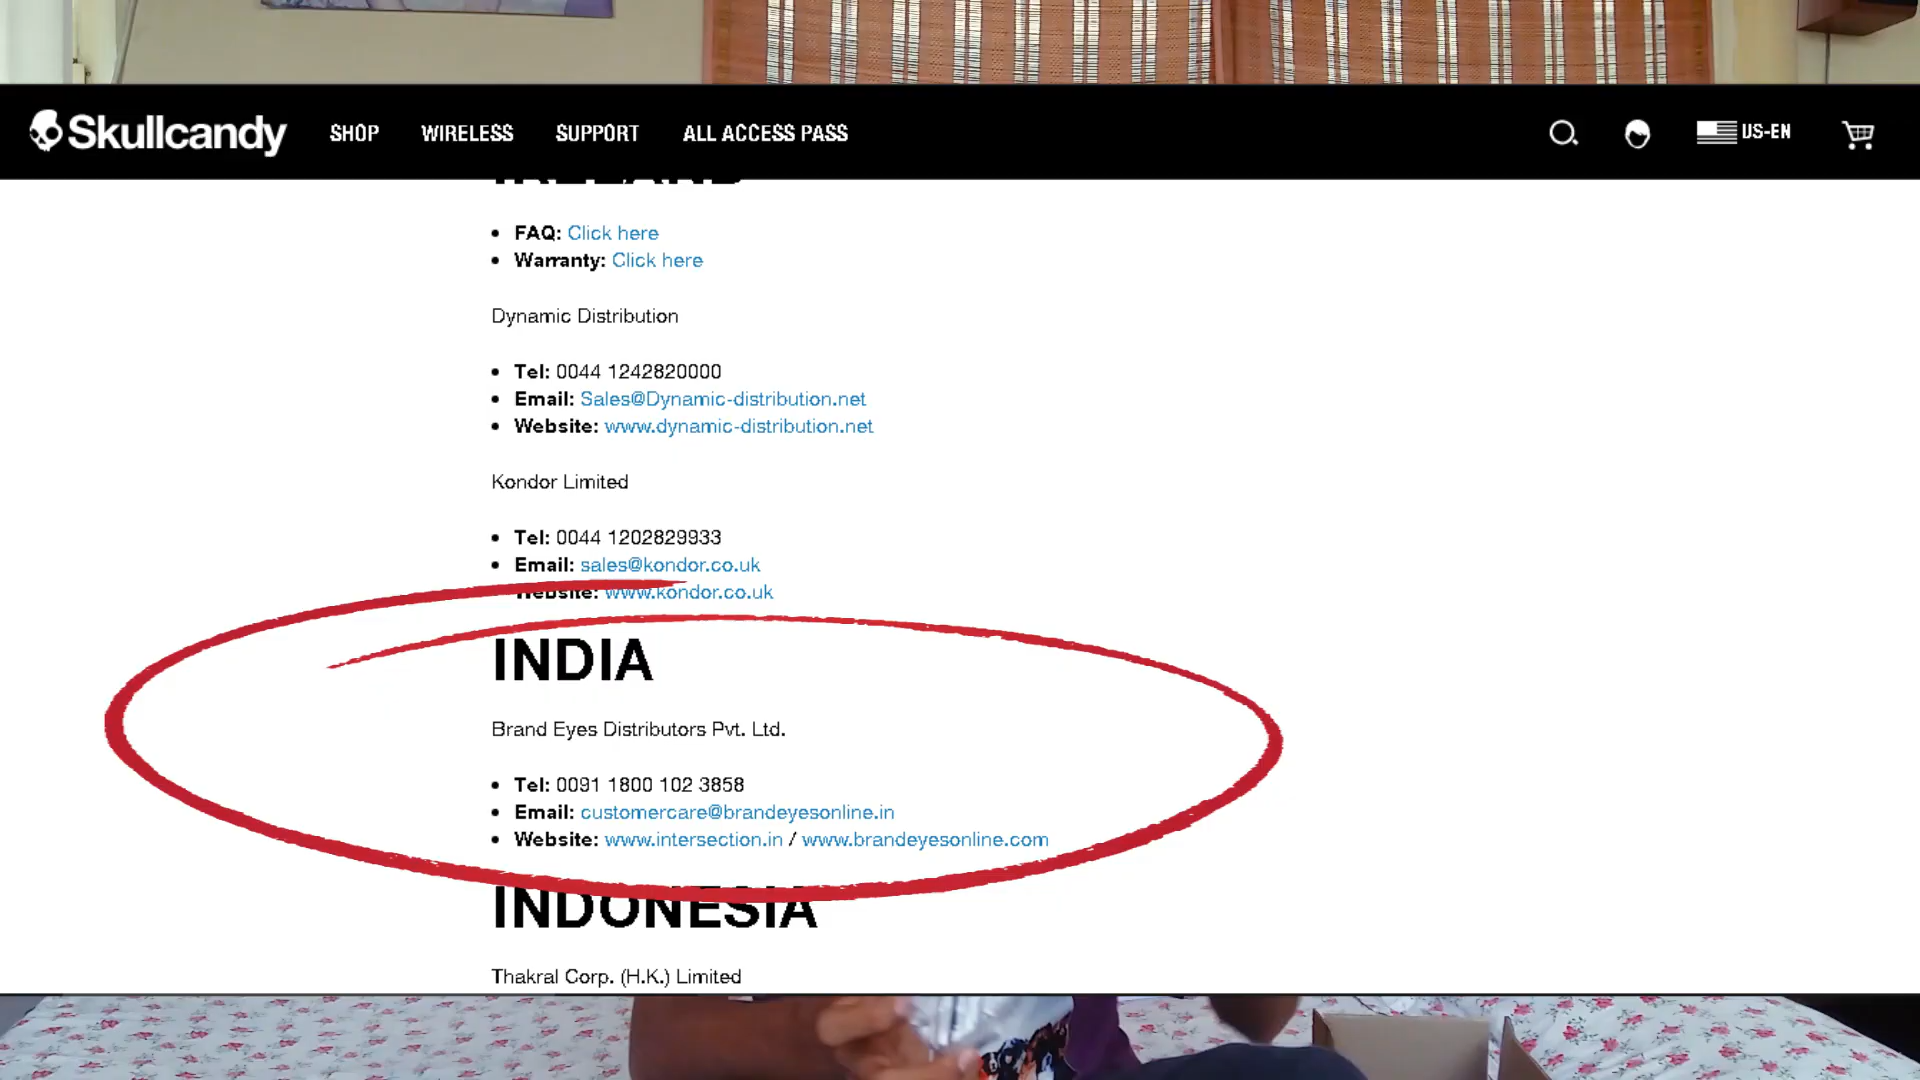 Skullcandy SHOP WIRELESS SUPPORT ALL ACCESS PASS US-EN
IRELAND
FAQ: Click here
Warranty: Click here
Dynamic Distribution
Tel: 0044 1242820000
Email: Sales@Dynamic-distribution.net
Website: www.dynamic-distribution.net
Kondor Limited
Tel: 0044 1202829933
Email: sales@kondor.co.uk
Website: www.kondor.co.uk
INDIA
Brand Eyes Distributors Pvt. Ltd.
Tel: 0091 1800 102 3858
Email: customercare@brandeyesonline.in
Website: www.intersection.in / www.brandeyesonline.com
INDONESIA
Thakral Corp. (H.K.) Limited